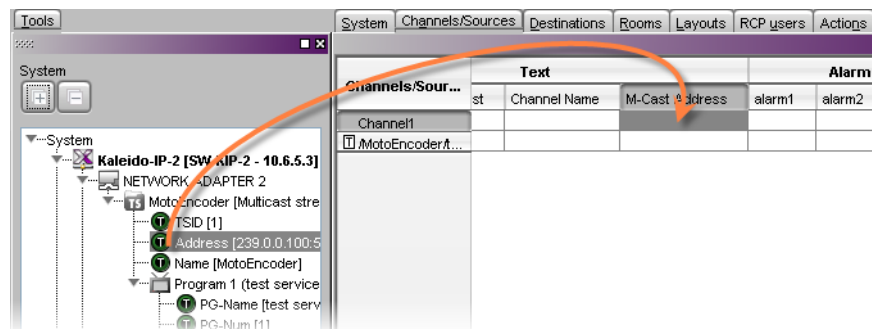 Tools
System Channels/Sources Destinations Rooms Layouts RCP users Actions
System
Channels/Sour... Text Alarm
st Channel Name M-Cast Address alarm1 alarm2
Channel1
T /MotoEncoder/t...
System
Kaleido-IP-2 [SW KIP-2 - 10.6.5.3]
NETWORK ADAPTER 2
TS MotoEncoder [Multicast stre
T TSID [1]
T Address [239.0.0.100:5
T Name [MotoEncoder]
Program 1 (test service
T PG-Name [test serv
T PG-Num [1]